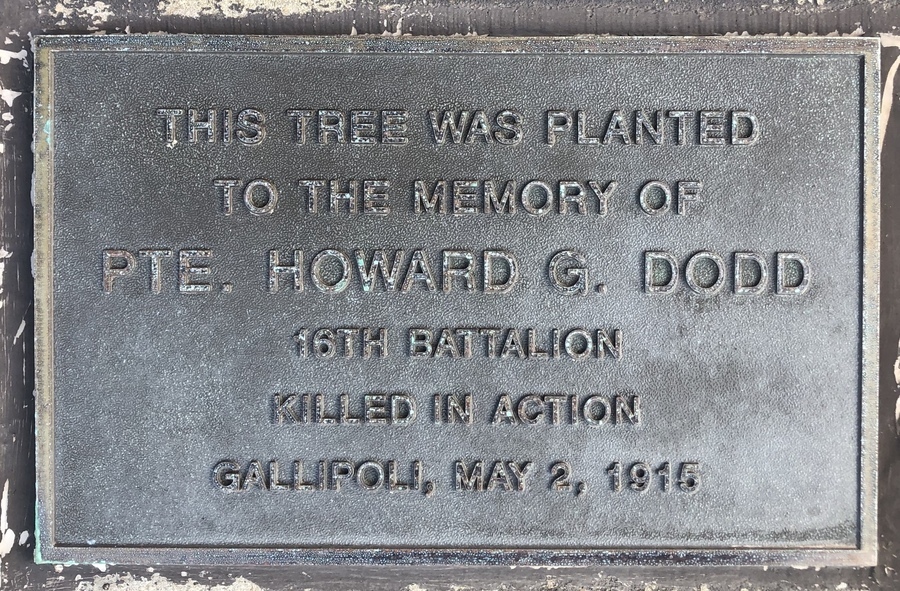 THIS TREE WAS PLANTED
TO THE MEMORY OF
PTE. HOWARD G. DODD
16TH BATTALION
KILLED IN ACTION
GALLIPOLI, MAY 2, 1915